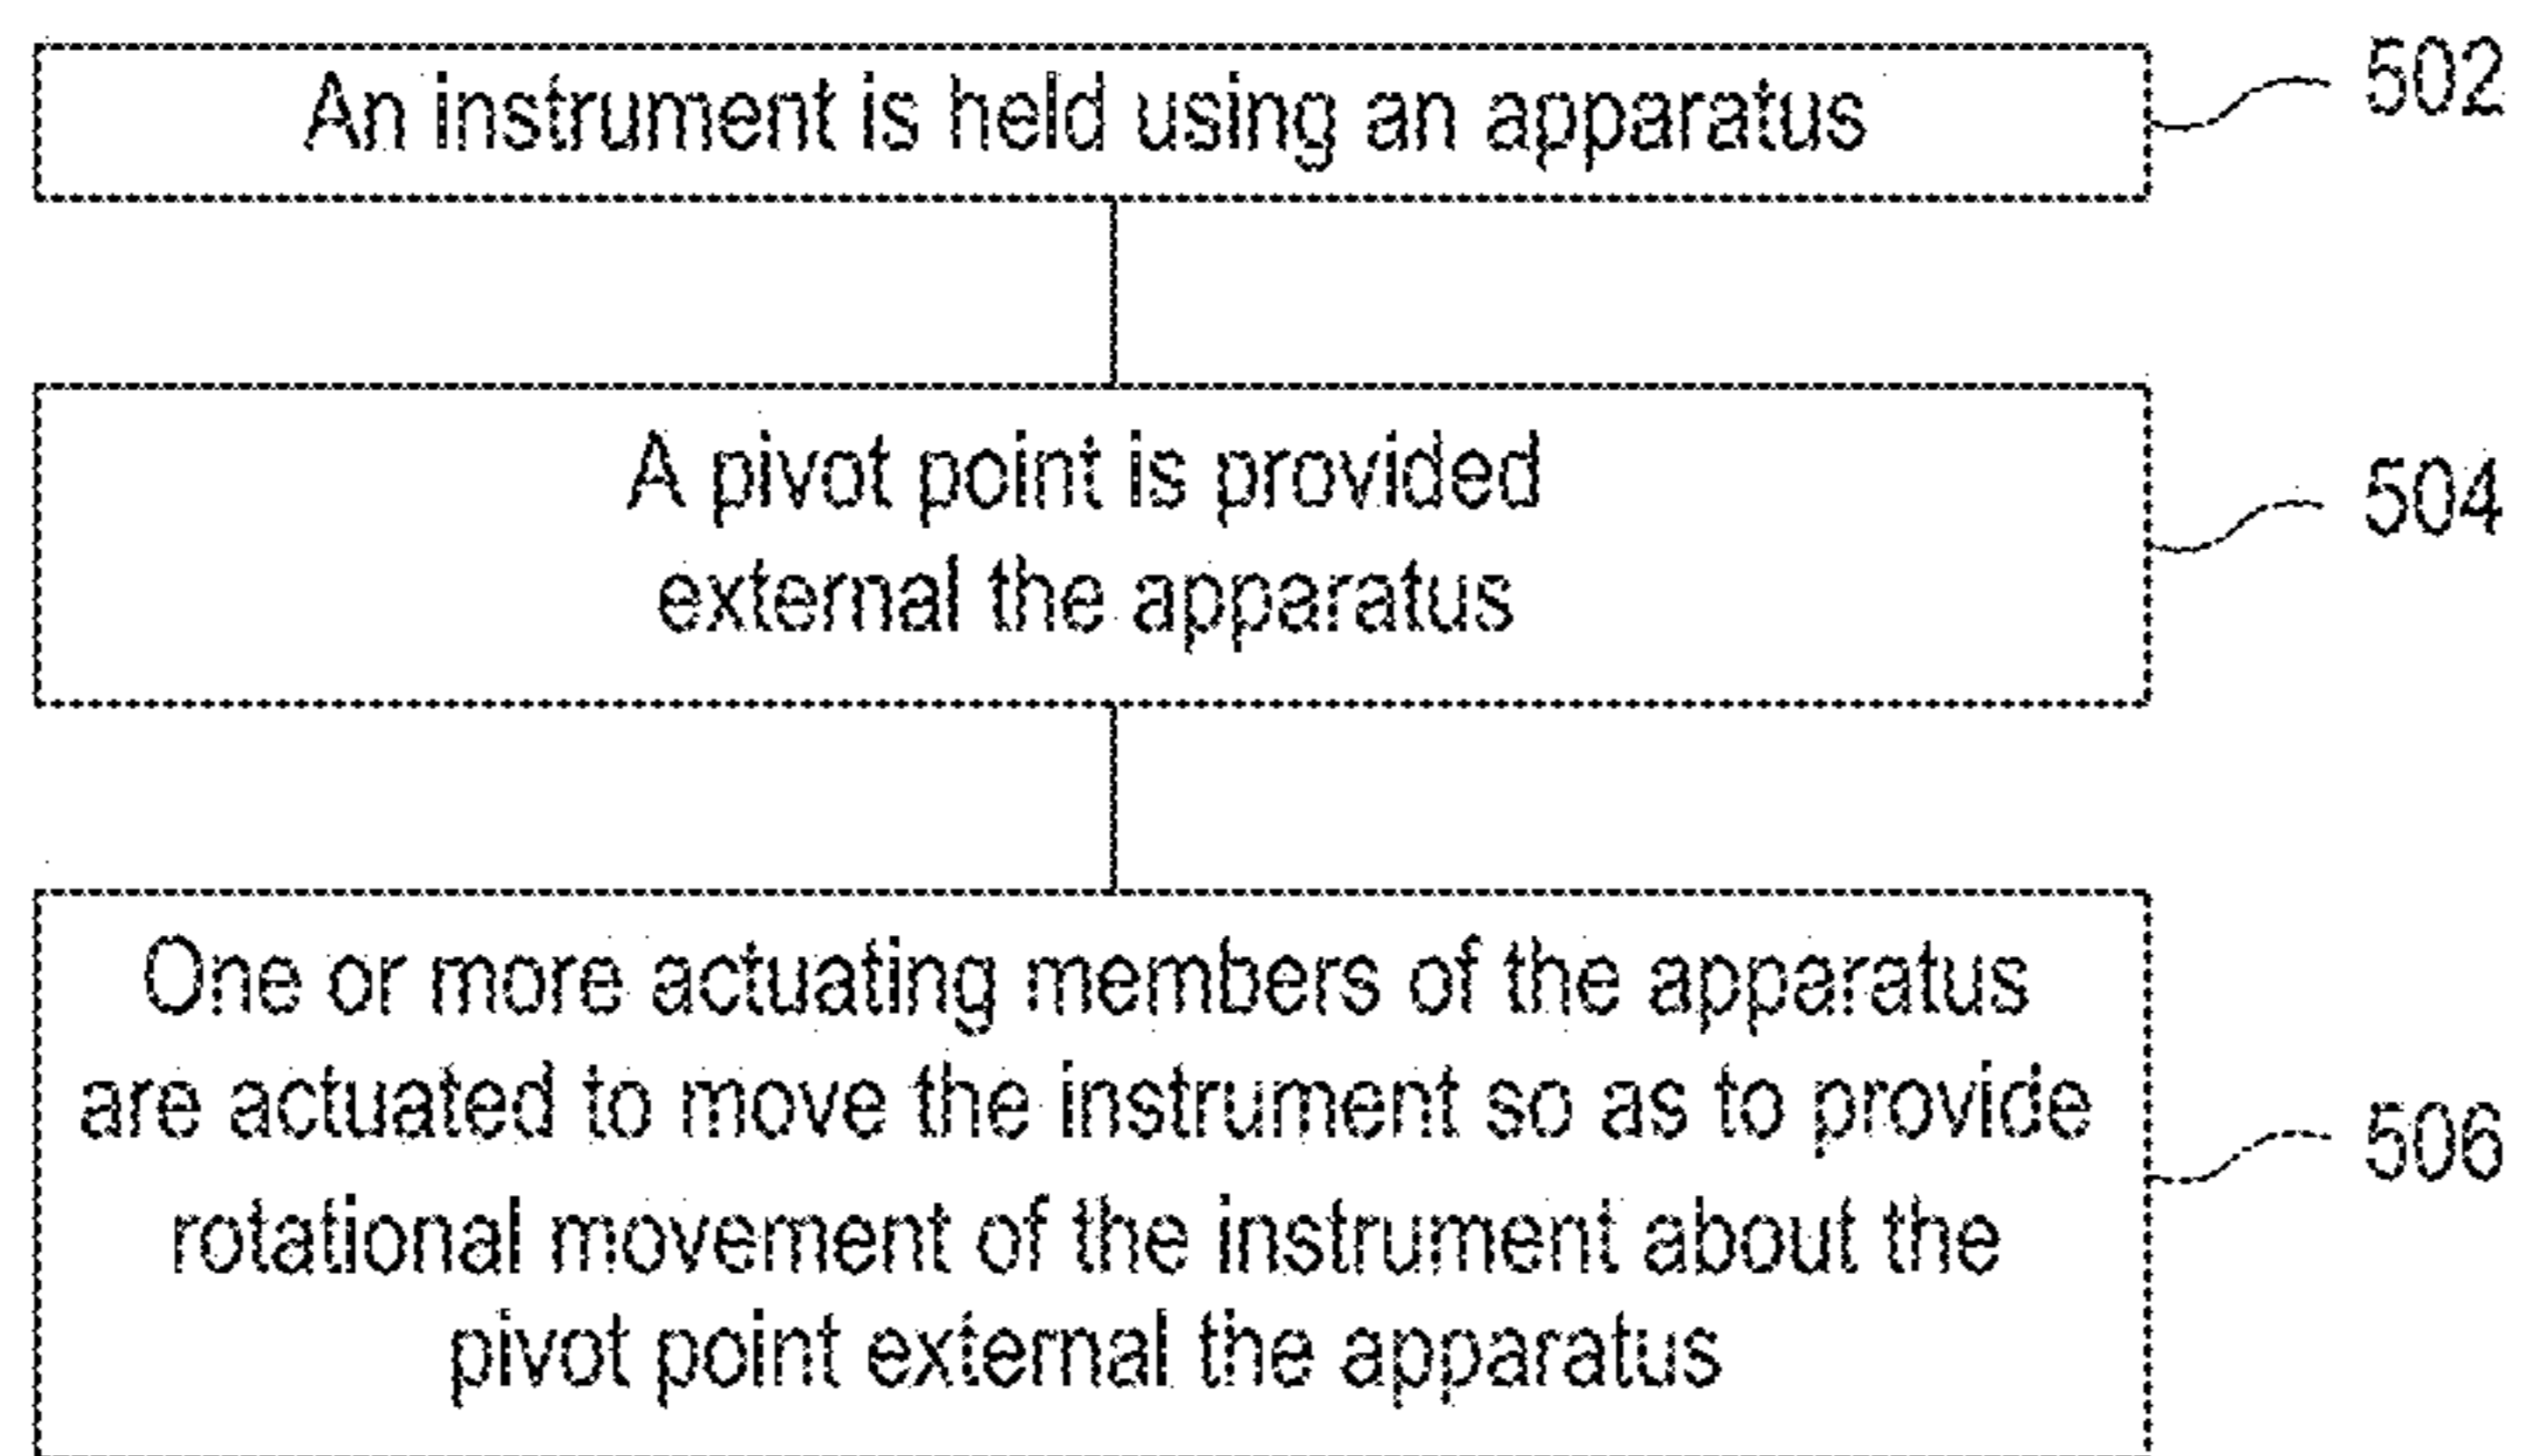 An instrument is held using an apparatus
502
A pivot point is provided
external the apparatus
504
One or more actuating members of the apparatus
are actuated to move the instrument so as to provide
rotational movement of the instrument about the
pivot point external the apparatus
506